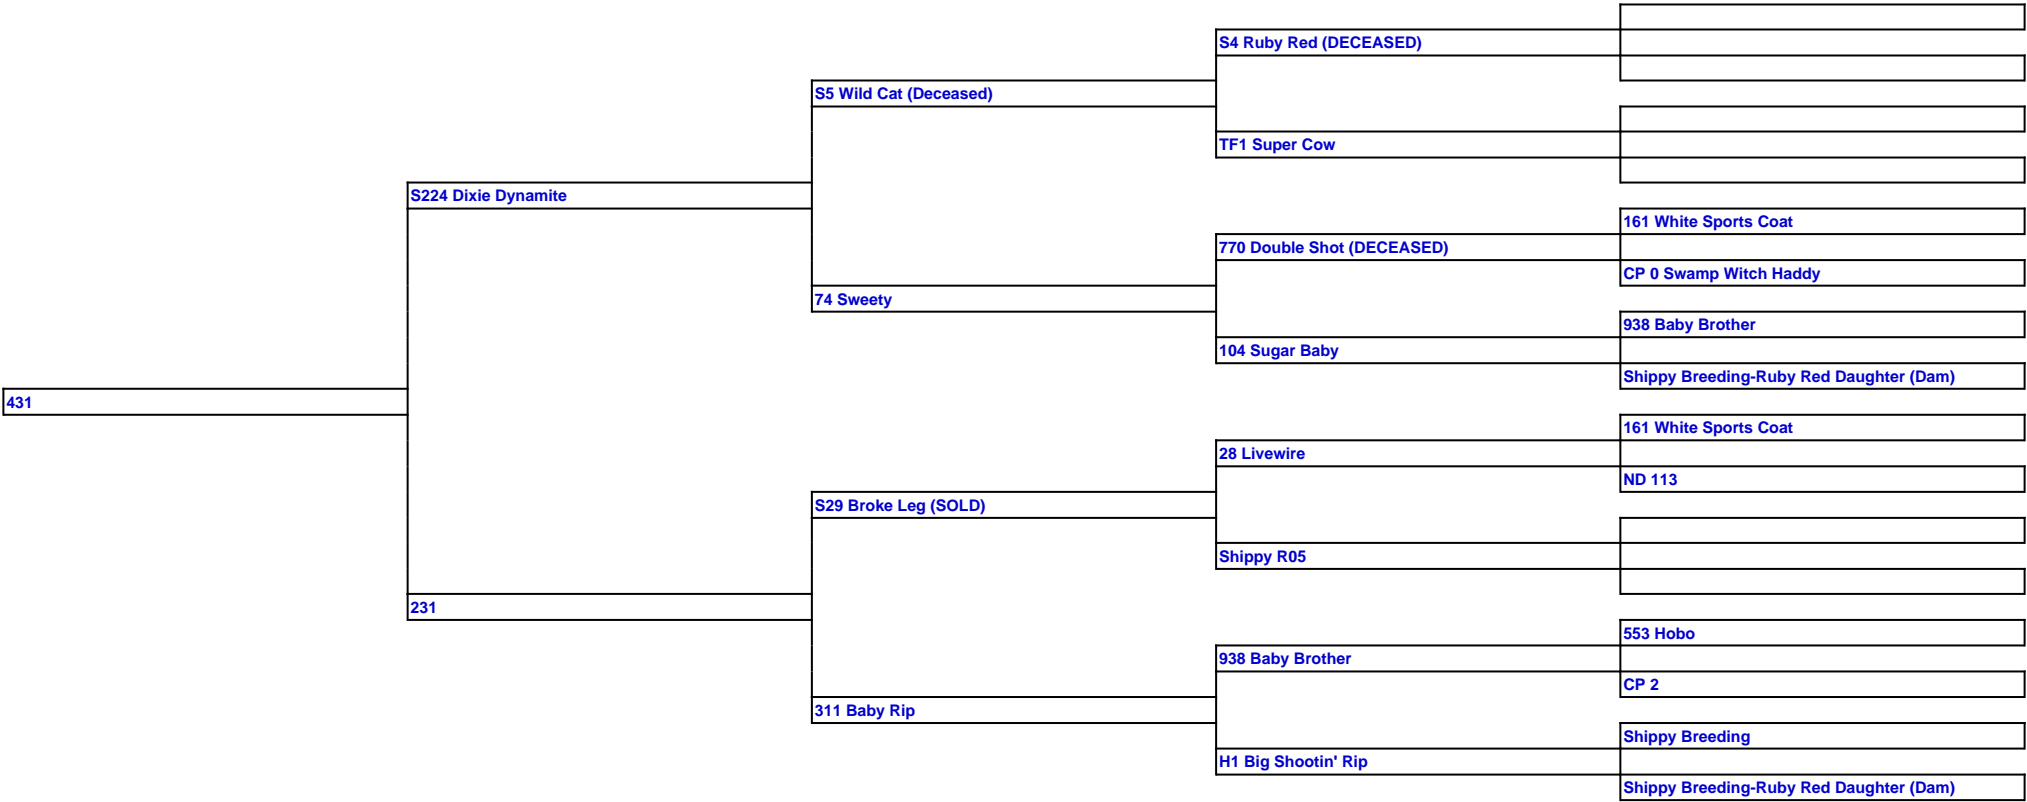 S4 Ruby Red (DECEASED)
S5 Wild Cat (Deceased)
TF1 Super Cow
S224 Dixie Dynamite
161 White Sports Coat
770 Double Shot (DECEASED)
CP 0 Swamp Witch Haddy
74 Sweety
938 Baby Brother
104 Sugar Baby
Shippy Breeding-Ruby Red Daughter (Dam)
431
161 White Sports Coat
28 Livewire
ND 113
S29 Broke Leg (SOLD)
Shippy R05
231
553 Hobo
938 Baby Brother
CP 2
311 Baby Rip
Shippy Breeding
H1 Big Shootin' Rip
Shippy Breeding-Ruby Red Daughter (Dam)